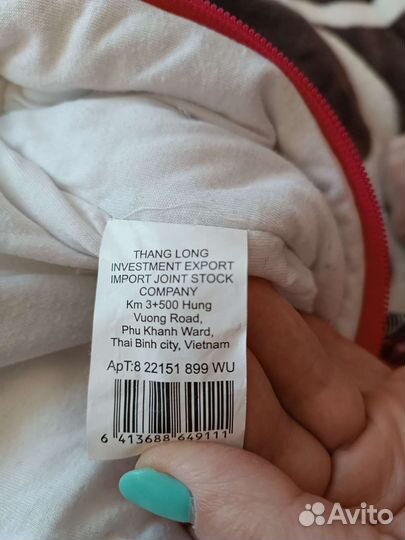 THANG LONG
INVESTMENT EXPORT
IMPORT JOINT STOCK
COMPANY
Km 3+500 Hung
Vuong Road,
Phu Khanh Ward,
Thai Binh city, Vietnam
АрТ:8 22151 899 WU
6 413688 649111
Avito